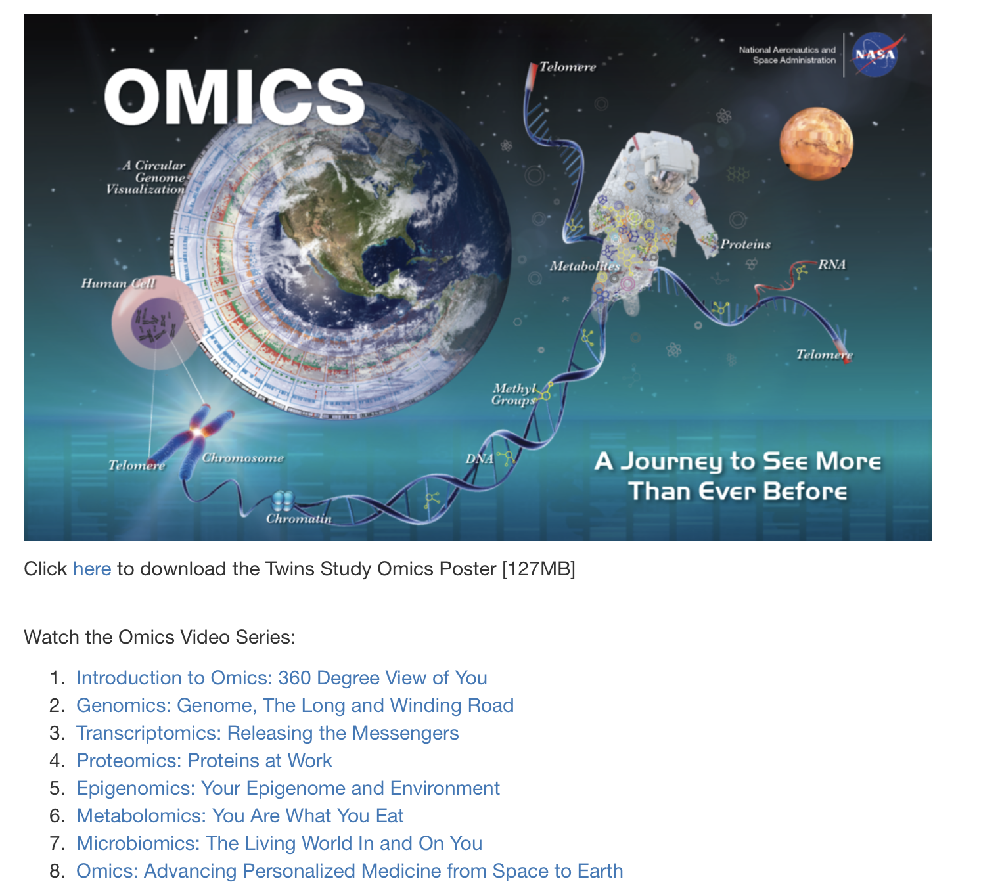 OMICS
National Aeronautics and
Space Administration
NASA
Telomere
A Circular
Genome
Visualization
Proteins
Metabolites
RNA
Human Cell
Telomere
Methyl
Groups
DNA
Chromosome
Telomere
Chromatin
A Journey to See More
Than Ever Before
Click here to download the Twins Study Omics Poster [127MB]
Watch the Omics Video Series:
1. Introduction to Omics: 360 Degree View of You
2. Genomics: Genome, The Long and Winding Road
3. Transcriptomics: Releasing the Messengers
4. Proteomics: Proteins at Work
5. Epigenomics: Your Epigenome and Environment
6. Metabolomics: You Are What You Eat
7. Microbiomics: The Living World In and On You
8. Omics: Advancing Personalized Medicine from Space to Earth